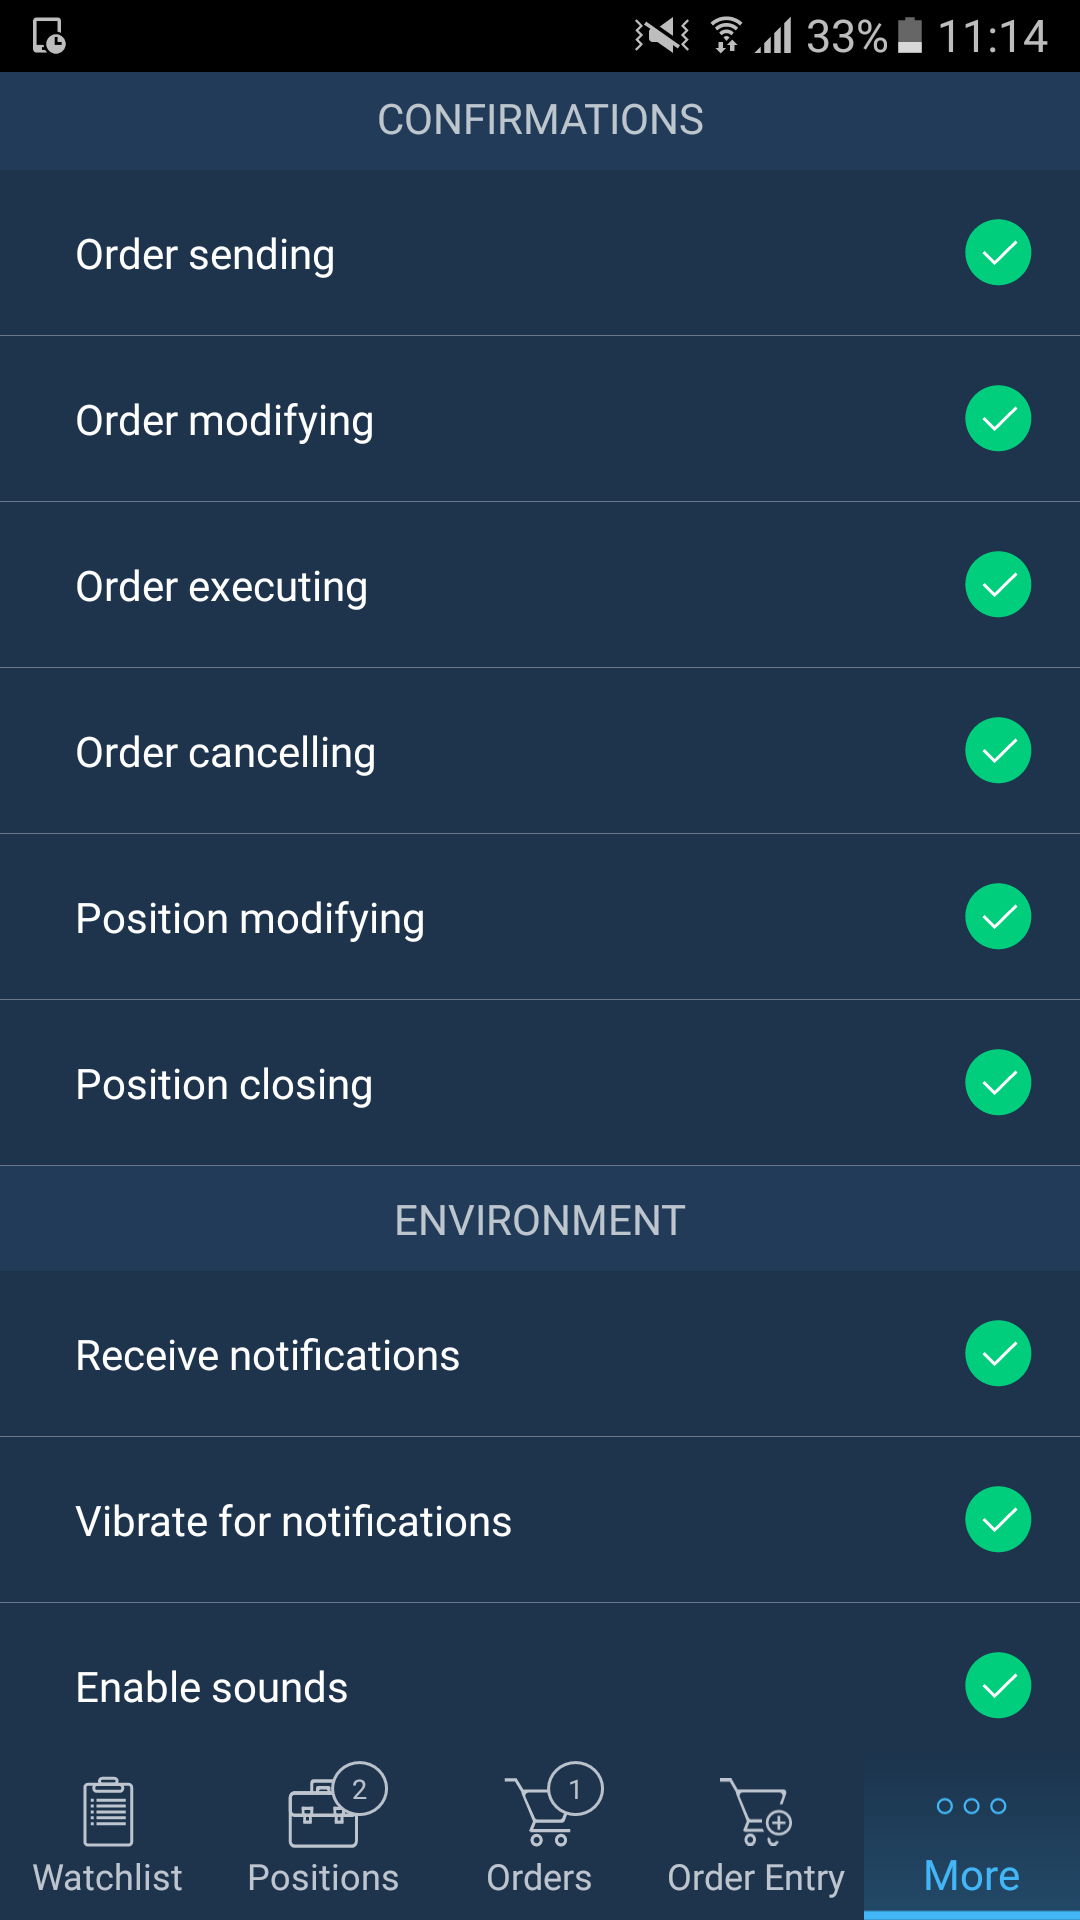 33% 11:14
CONFIRMATIONS
Order sending
Order modifying
Order executing
Order cancelling
Position modifying
Position closing
ENVIRONMENT
Receive notifications
Vibrate for notifications
Enable sounds
2 1
Watchlist Positions Orders Order Entry More